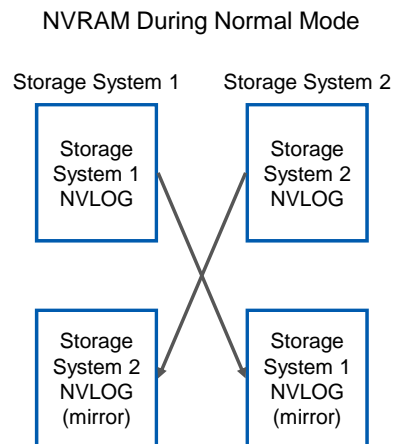 NVRAM During Normal Mode
Storage System 1
Storage System 2
Storage
System 1
NVLOG
Storage
System 2
NVLOG
Storage
System 2
NVLOG
(mirror)
Storage
System 1
NVLOG
(mirror)